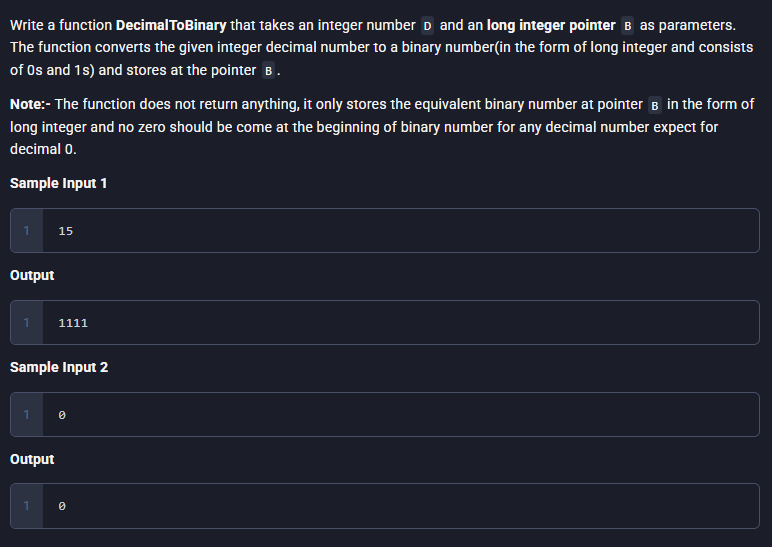 Write a function DecimalToBinary that takes an integer number D and an long integer pointer B as parameters.
The function converts the given integer decimal number to a binary number(in the form of long integer and consists
of 0s and 1s) and stores at the pointer B .
Note:- The function does not return anything, it only stores the equivalent binary number at pointer B in the form of
long integer and no zero should be come at the beginning of binary number for any decimal number expect for
decimal 0.
Sample Input 1
1 15
Output
1 1111
Sample Input 2
1 0
Output
1 0